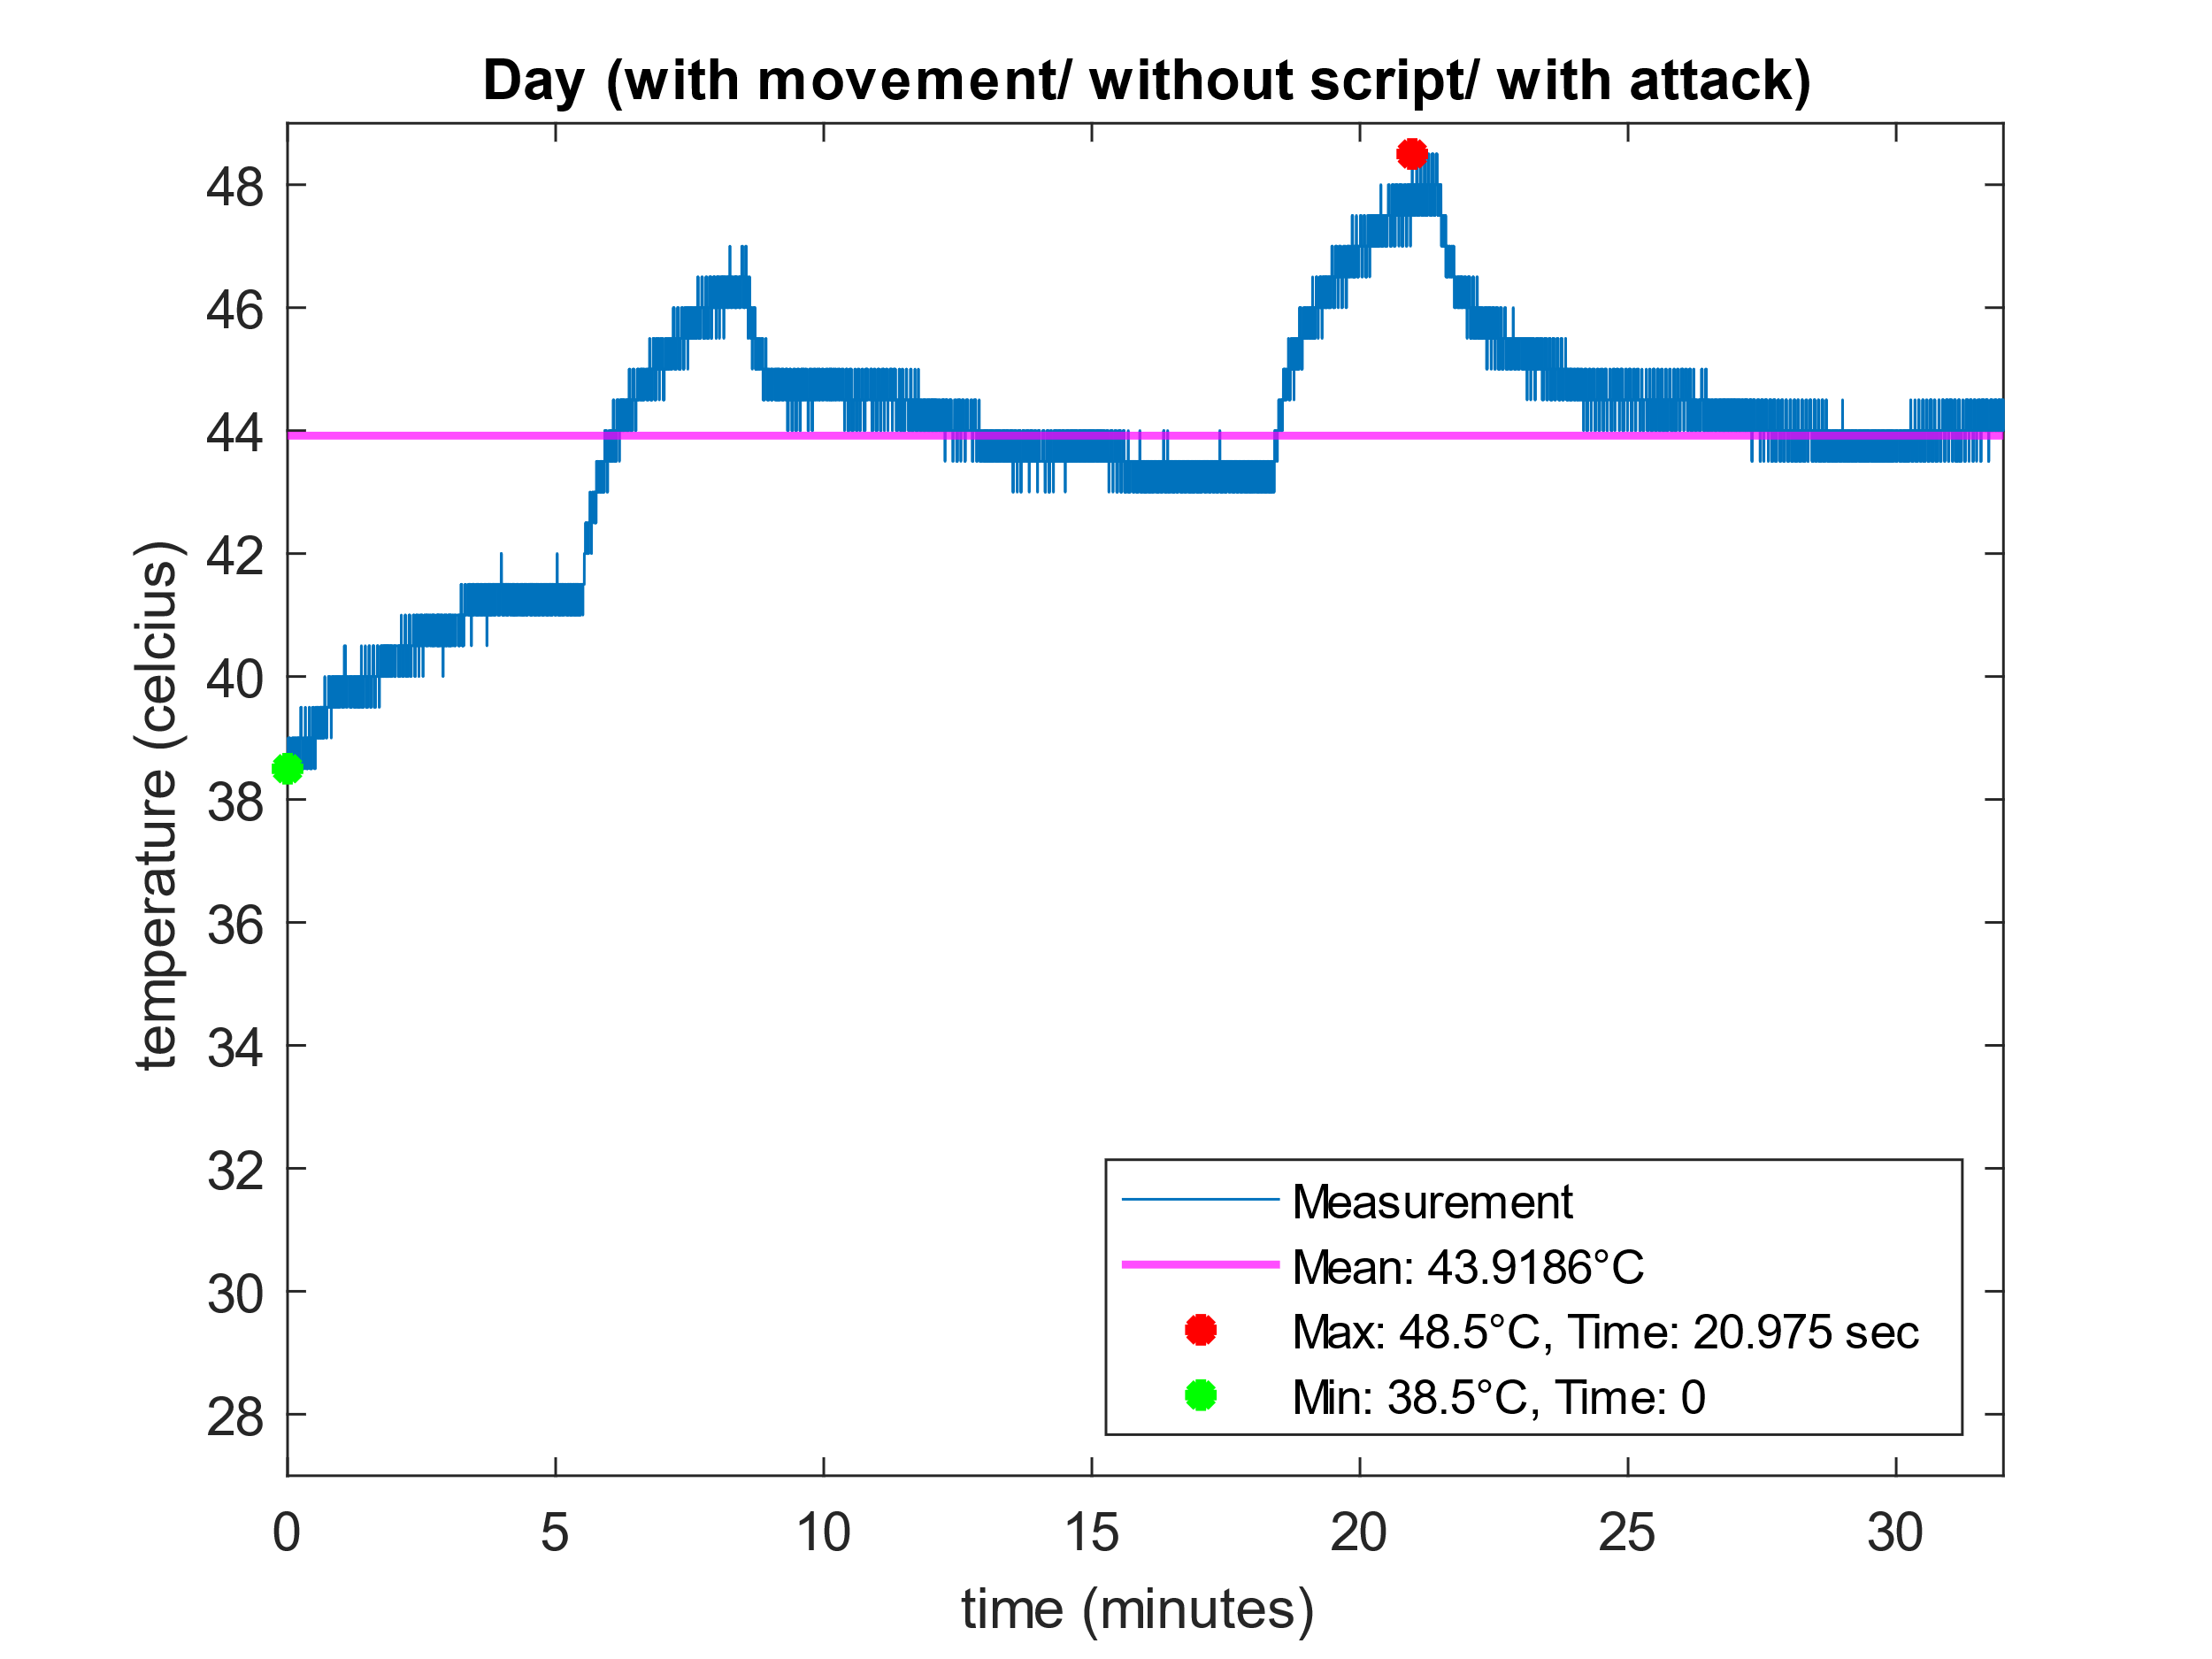 Day (with movement/ without script/ with attack)
48
46
44
42
40
38
36
34
32
30
28
temperature (celcius)
Measurement
Mean: 43.9186°C
Max: 48.5°C, Time: 20.975 sec
Min: 38.5°C, Time: 0
0 5 10 15 20 25 30
time (minutes)